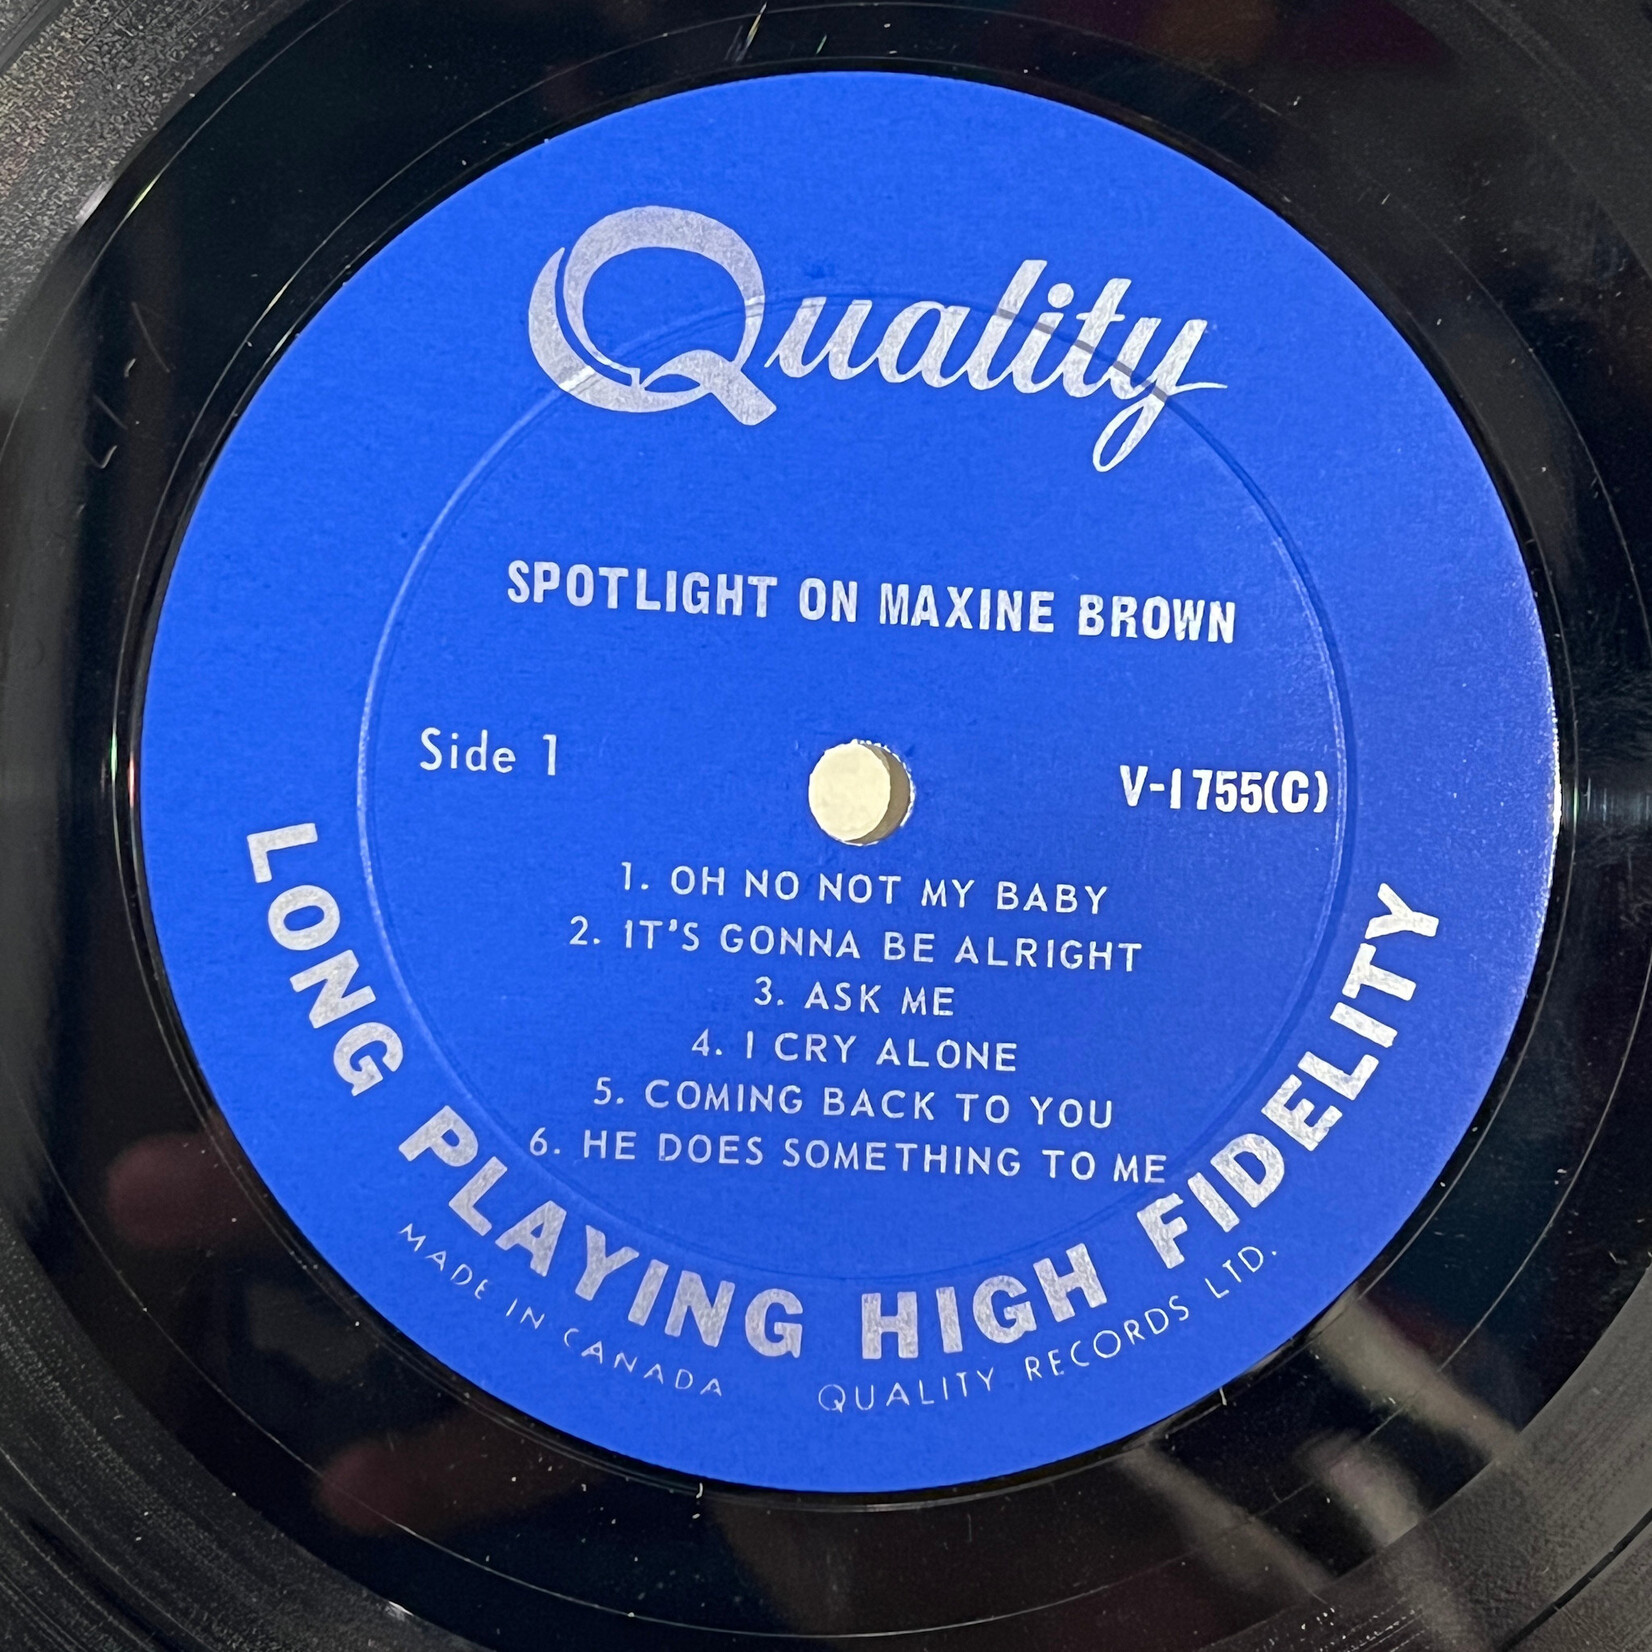 Quality
SPOTLIGHT ON MAXINE BROWN
Side 1
V-1755(C)
1. OH NO NOT MY BABY
2. IT'S GONNA BE ALRIGHT
3. ASK ME
4. I CRY ALONE
5. COMING BACK TO YOU
6. HE DOES SOMETHING TO ME
LONG PLAYING HIGH FIDELITY
MADE IN CANADA
QUALITY RECORDS LTD.